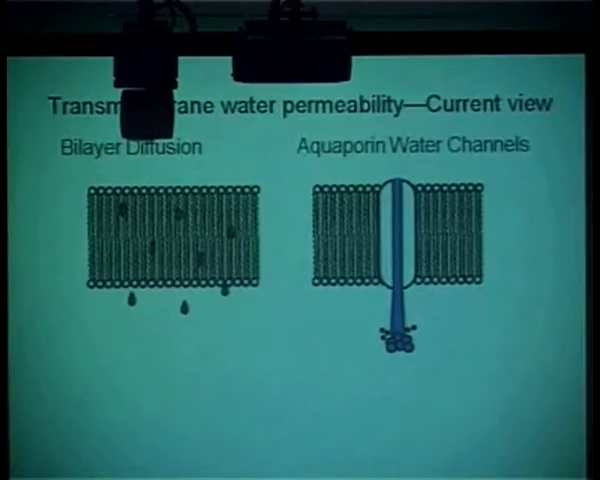 Transm rane water permeability—Current view
Bilayer Diffusion
Aquaporin Water Channels